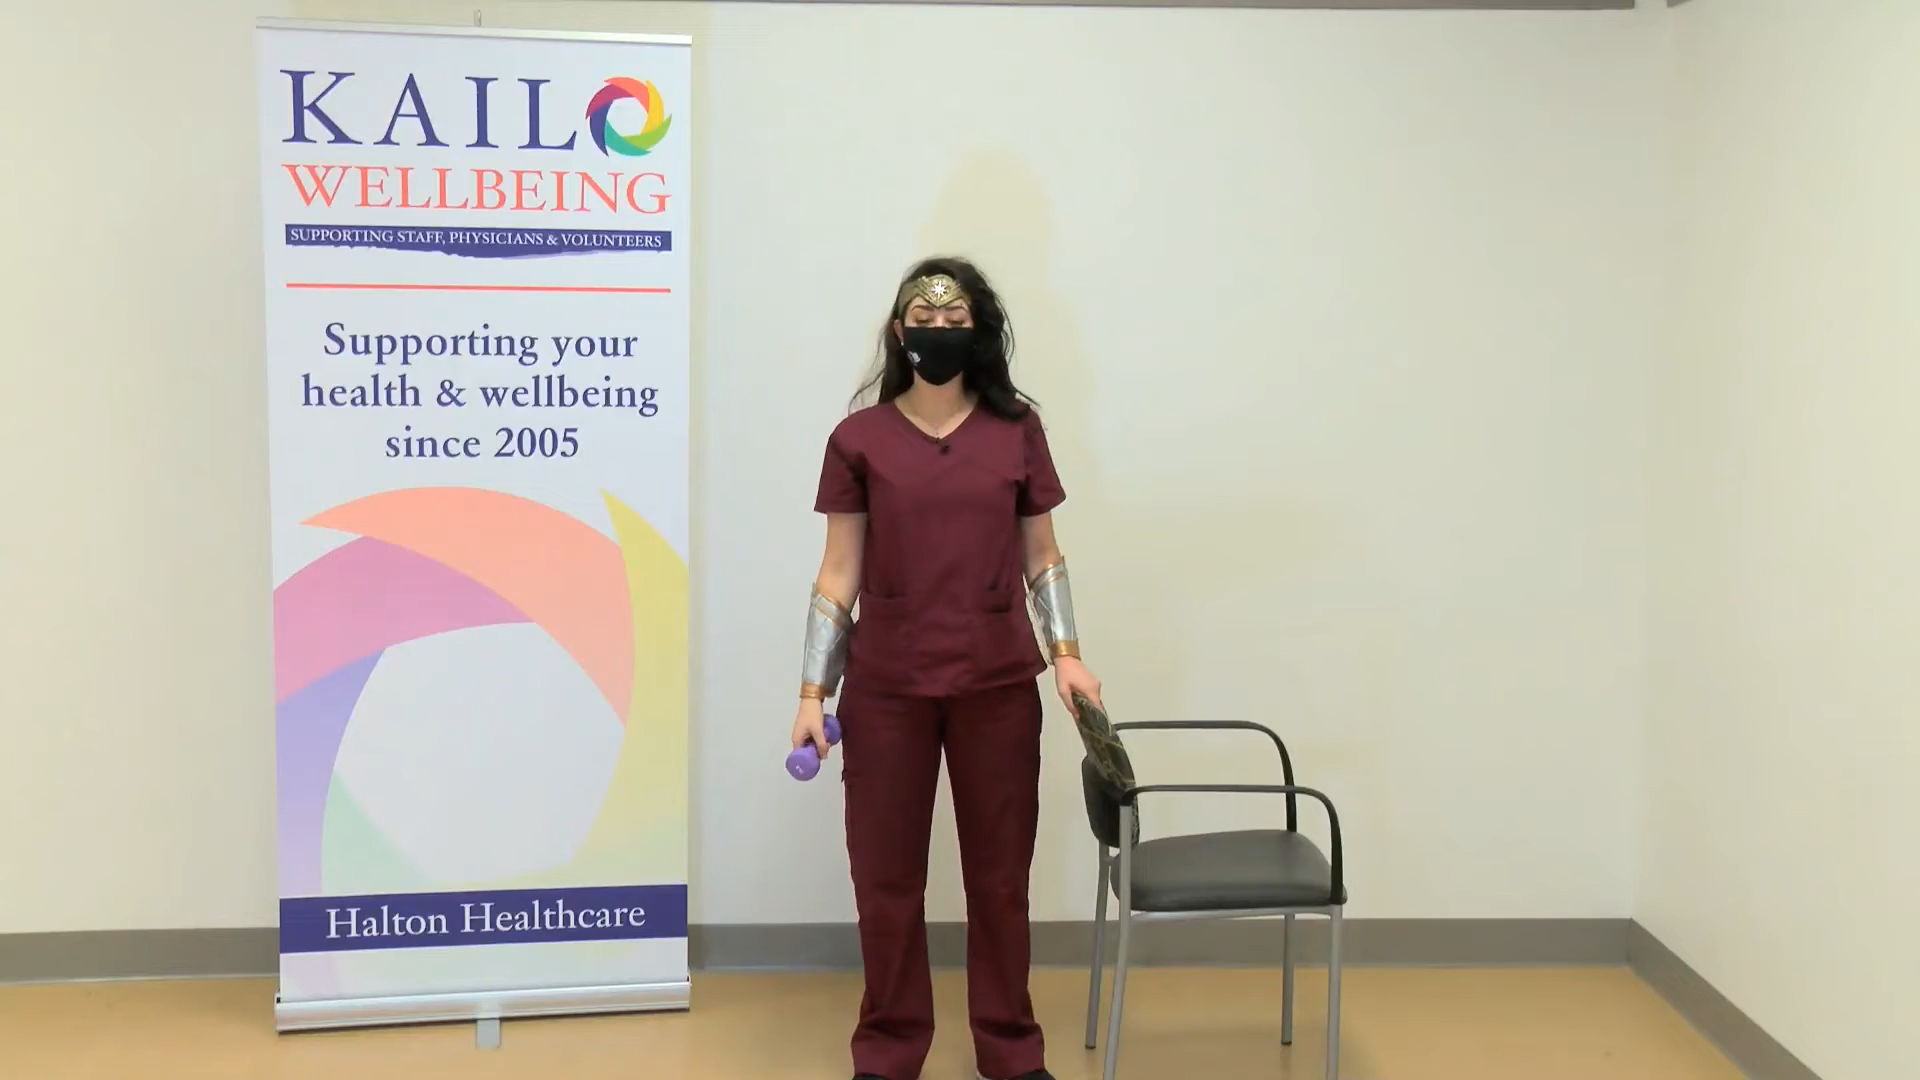 KAILO
WELLBEING
SUPPORTING STAFF, PHYSICIANS & VOLUNTEERS
Supporting your
health & wellbeing
since 2005
Halton Healthcare